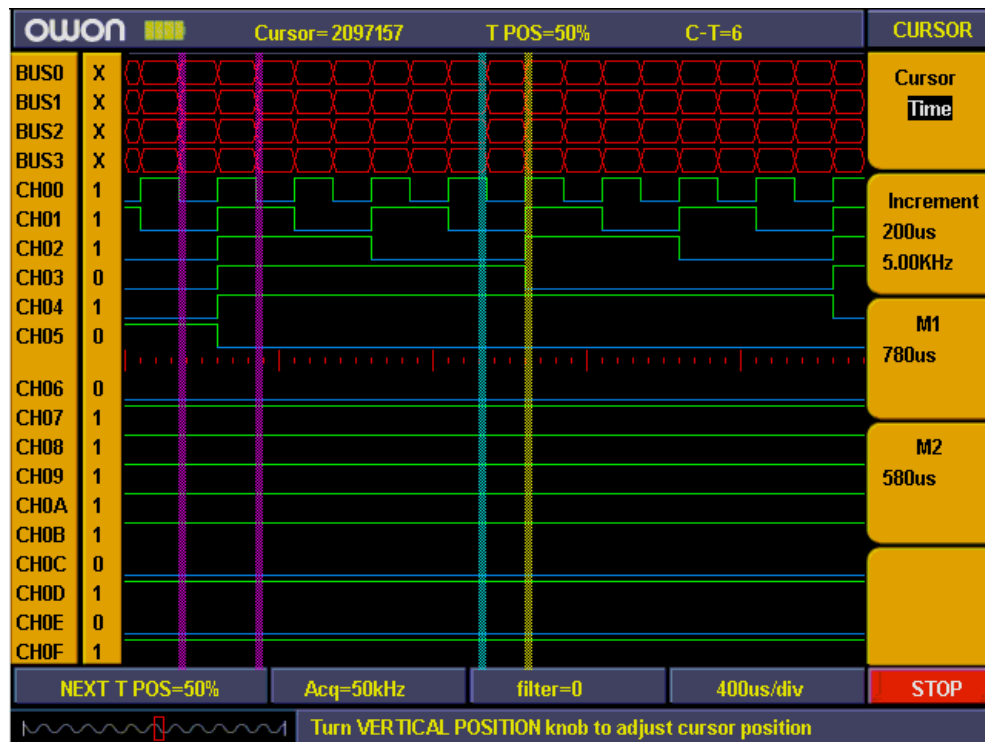 owon Cursor=2097157 T POS=50% C-T=6 CURSOR
BUS0 X
BUS1 X
BUS2 X
BUS3 X
CH00 1
CH01 1
CH02 1
CH03 0
CH04 1
CH05 0
CH06 0
CH07 1
CH08 1
CH09 1
CH0A 1
CH0B 1
CH0C 0
CH0D 1
CH0E 0
CH0F 1
Cursor
Time
Increment
200us
5.00KHz
M1
780us
M2
580us
NEXT T POS=50% Acq=50kHz filter=0 400us/div STOP
Turn VERTICAL POSITION knob to adjust cursor position